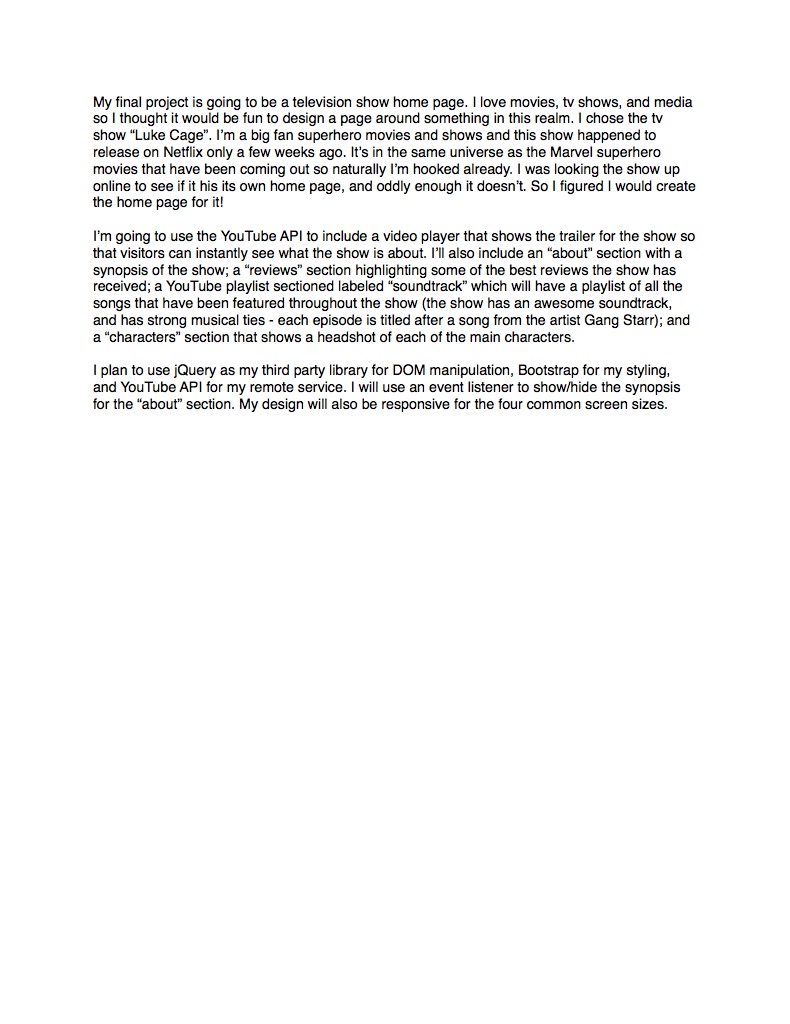 My final project is going to be a television show home page. I love movies, tv shows, and media
so I thought it would be fun to design a page around something in this realm. I chose the tv
show “Luke Cage”. I’m a big fan superhero movies and shows and this show happened to
release on Netflix only a few weeks ago. It’s in the same universe as the Marvel superhero
movies that have been coming out so naturally I’m hooked already. I was looking the show up
online to see if it his its own home page, and oddly enough it doesn’t. So I figured I would create
the home page for it!
I’m going to use the YouTube API to include a video player that shows the trailer for the show so
that visitors can instantly see what the show is about. I’ll also include an “about” section with a
synopsis of the show; a “reviews” section highlighting some of the best reviews the show has
received; a YouTube playlist sectioned labeled “soundtrack” which will have a playlist of all the
songs that have been featured throughout the show (the show has an awesome soundtrack,
and has strong musical ties - each episode is titled after a song from the artist Gang Starr); and
a “characters” section that shows a headshot of each of the main characters.
I plan to use jQuery as my third party library for DOM manipulation, Bootstrap for my styling,
and YouTube API for my remote service. I will use an event listener to show/hide the synopsis
for the “about” section. My design will also be responsive for the four common screen sizes.